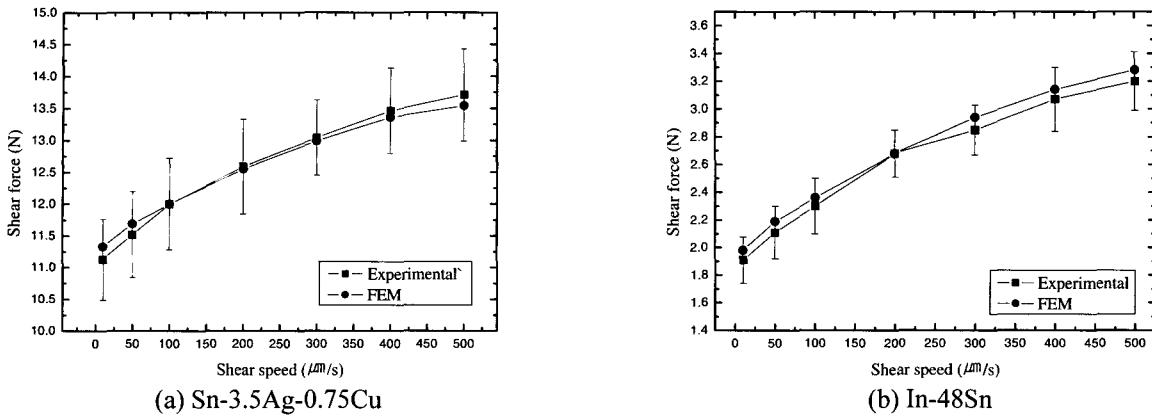 15.0
14.5
14.0
13.5
13.0
12.5
12.0
11.5
11.0
10.5
10.0
Shear force (N)
Experimental`
FEM
0 50 100 150 200 250 300 350 400 450 500
Shear speed (μm/s)
(a) Sn-3.5Ag-0.75Cu
3.6
3.4
3.2
3.0
2.8
2.6
2.4
2.2
2.0
1.8
1.6
1.4
Shear force (N)
Experimental
FEM
0 50 100 150 200 250 300 350 400 450 500
Shear speed (μm/s)
(b) In-48Sn